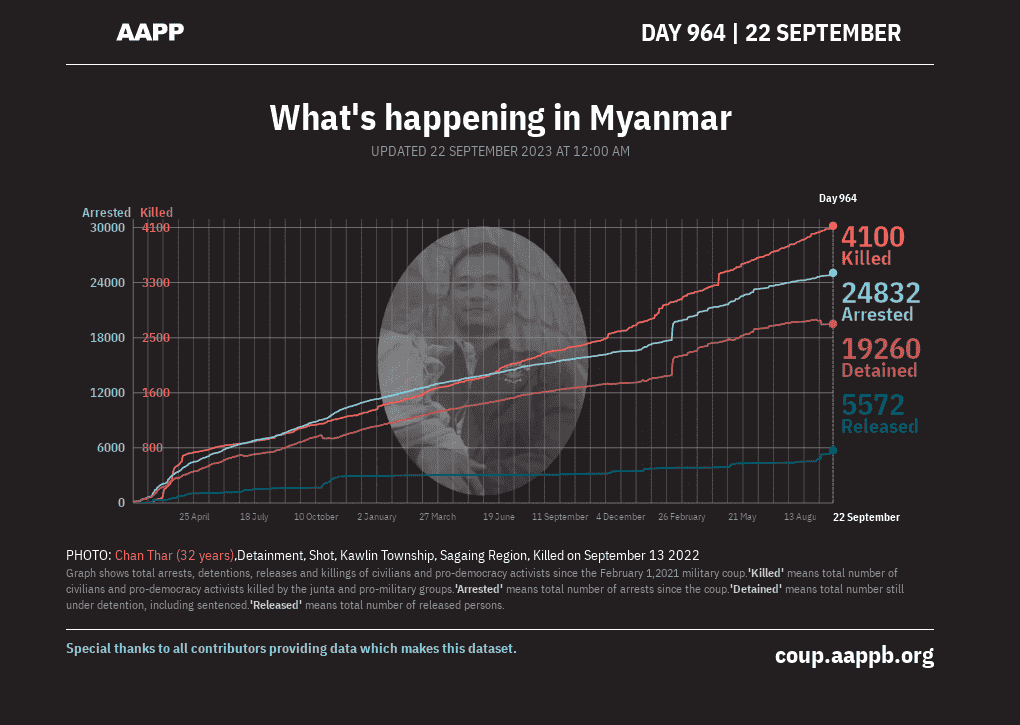 AAPP
DAY 964 | 22 SEPTEMBER
What's happening in Myanmar
UPDATED 22 SEPTEMBER 2023 AT 12:00 AM
Day 964
Arrested Killed
30000 4100
24000 3300
18000 2500
12000 1600
6000 800
0
4100
Killed
24832
Arrested
19260
Detained
5572
Released
25 April 18 July 10 October 2 January 27 March 19 June 11 September 4 December 26 February 21 May 13 Augu 22 September
PHOTO: Chan Thar (32 years),Detainment, Shot, Kawlin Township, Sagaing Region, Killed on September 13 2022
Graph shows total arrests, detentions, releases and killings of civilians and pro-democracy activists since the February 1,2021 military coup.'Killed' means total number of
civilians and pro-democracy activists killed by the junta and pro-military groups.'Arrested' means total number of arrests since the coup.'Detained' means total number still
under detention, including sentenced.'Released' means total number of released persons.
Special thanks to all contributors providing data which makes this dataset.
coup.aappb.org